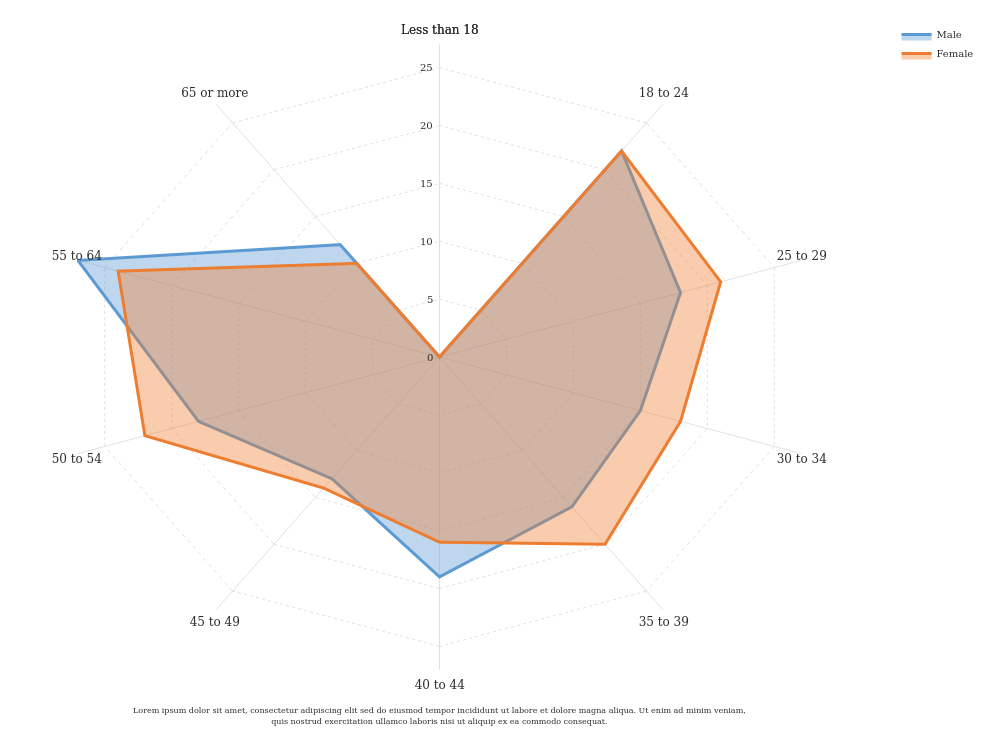 Less than 18
Male
Female
25
65 or more
18 to 24
20
15
10
55 to 64
25 to 29
5
0
50 to 54
30 to 34
45 to 49
35 to 39
40 to 44
Lorem ipsum dolor sit amet, consectetur adipiscing elit sed do eiusmod tempor incididunt ut labore et dolore magna aliqua. Ut enim ad minim veniam,
quis nostrud exercitation ullamco laboris nisi ut aliquip ex ea commodo consequat.